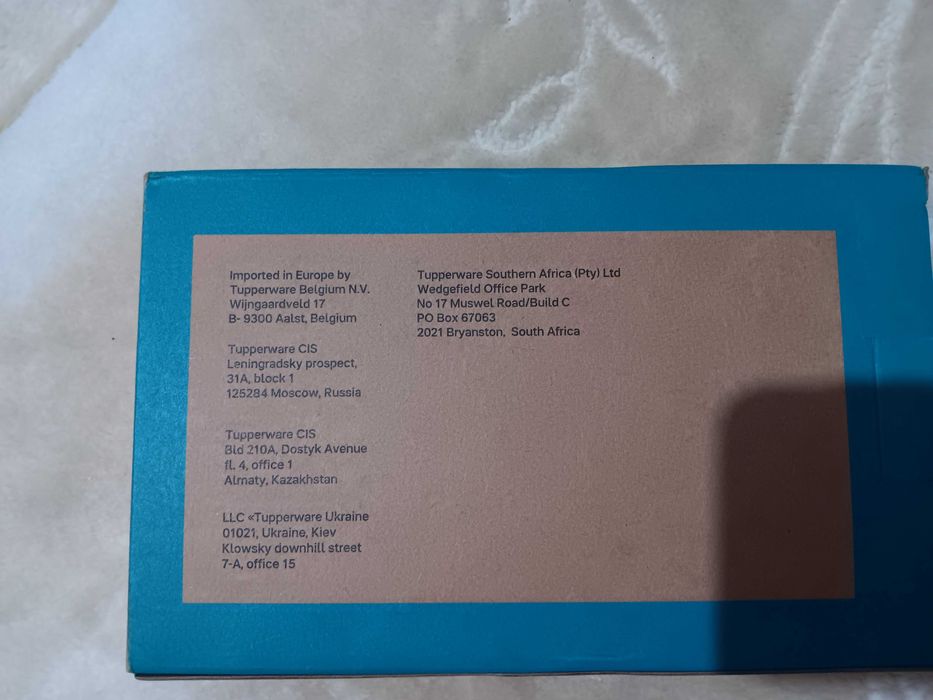 Imported in Europe by
Tupperware Belgium N.V.
Wijngaardveld 17
B- 9300 Aalst, Belgium
Tupperware CIS
Leningradsky prospect,
31A, block 1
125284 Moscow, Russia
Tupperware CIS
Bld 210A, Dostyk Avenue
fl. 4, office 1
Almaty, Kazakhstan
LLC «Tupperware Ukraine
01021, Ukraine, Kiev
Klowsky downhill street
7-A, office 15
Tupperware Southern Africa (Pty) Ltd
Wedgefield Office Park
No 17 Muswel Road/Build C
PO Box 67063
2021 Bryanston, South Africa